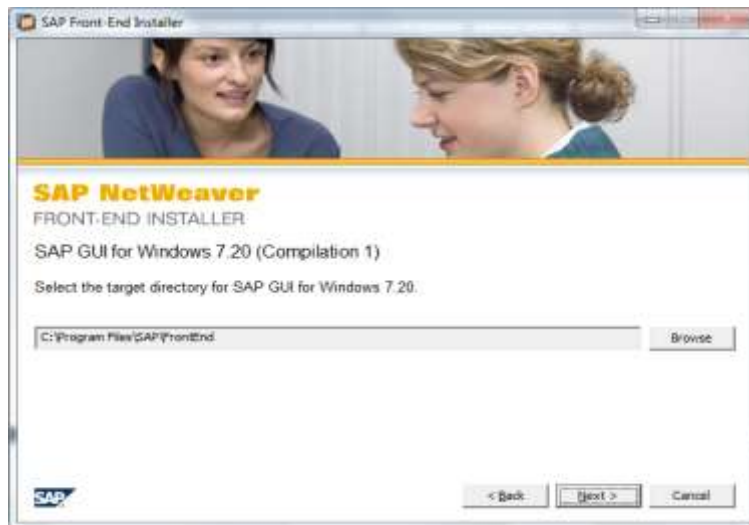 SAP Front-End Installer
SAP NetWeaver
FRONT-END INSTALLER
SAP GUI for Windows 7.20 (Compilation 1)
Select the target directory for SAP GUI for Windows 7.20.
C:\Program Files\SAP\FrontEnd
Browse
SAP
< Back
Next >
Cancel